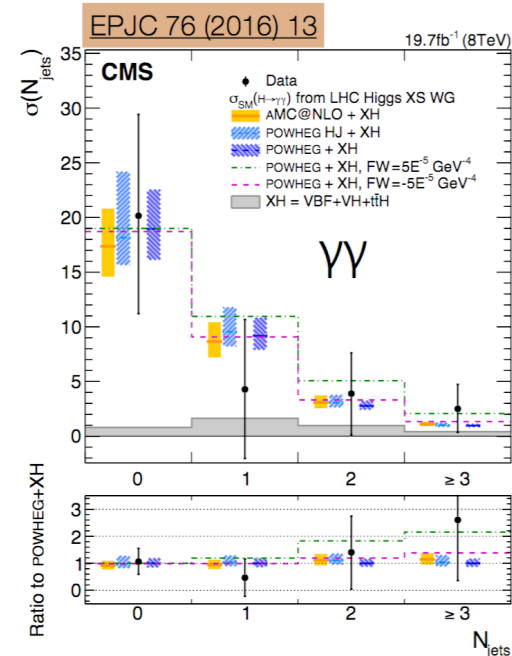 EPJC 76 (2016) 13
19.7fb⁻¹ (8TeV)
CMS
Data
σSM(H→γγ) from LHC Higgs XS WG
AMC@NLO + XH
POWHEG HJ + XH
POWHEG + XH
POWHEG + XH, FW=5E⁻⁵ GeV⁻⁴
POWHEG + XH, FW=-5E⁻⁵ GeV⁻⁴
XH = VBF+VH+tt̄H
γγ
σ(Njets)
35
30
25
20
15
10
5
0
0 1 2 ≥ 3
Ratio to POWHEG+XH
3
2
1
0
0 1 2 ≥ 3
Njets